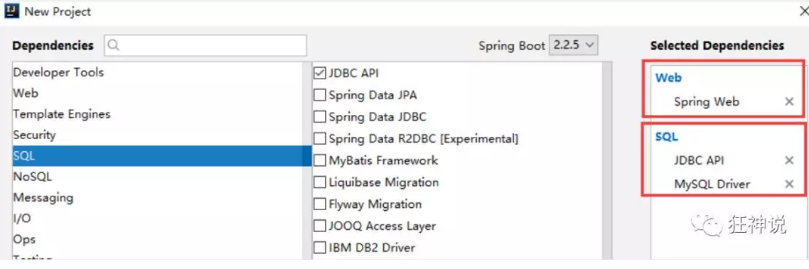 New Project
Dependencies
Spring Boot 2.2.5
Selected Dependencies
Developer Tools
Web
Template Engines
Security
SQL
NoSQL
Messaging
I/O
Ops
Testing
JDBC API
Spring Data JPA
Spring Data JDBC
Spring Data R2DBC [Experimental]
MyBatis Framework
Liquibase Migration
Flyway Migration
JOOQ Access Layer
IBM DB2 Driver
Web
Spring Web
SQL
JDBC API
MySQL Driver
狂神说